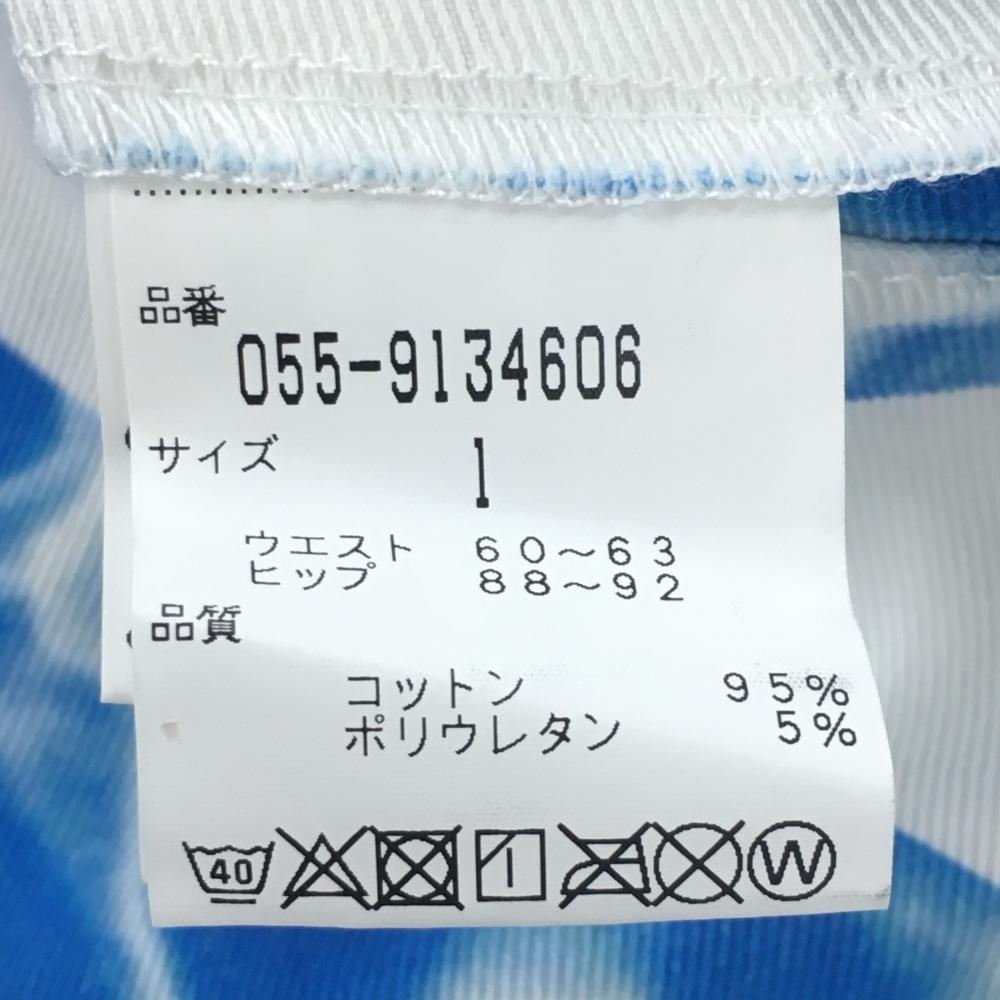 品番
055-9134606
サイズ 1
ウエスト 60～63
ヒップ 88～92
品質
コットン 95%
ポリウレタン 5%
40 W